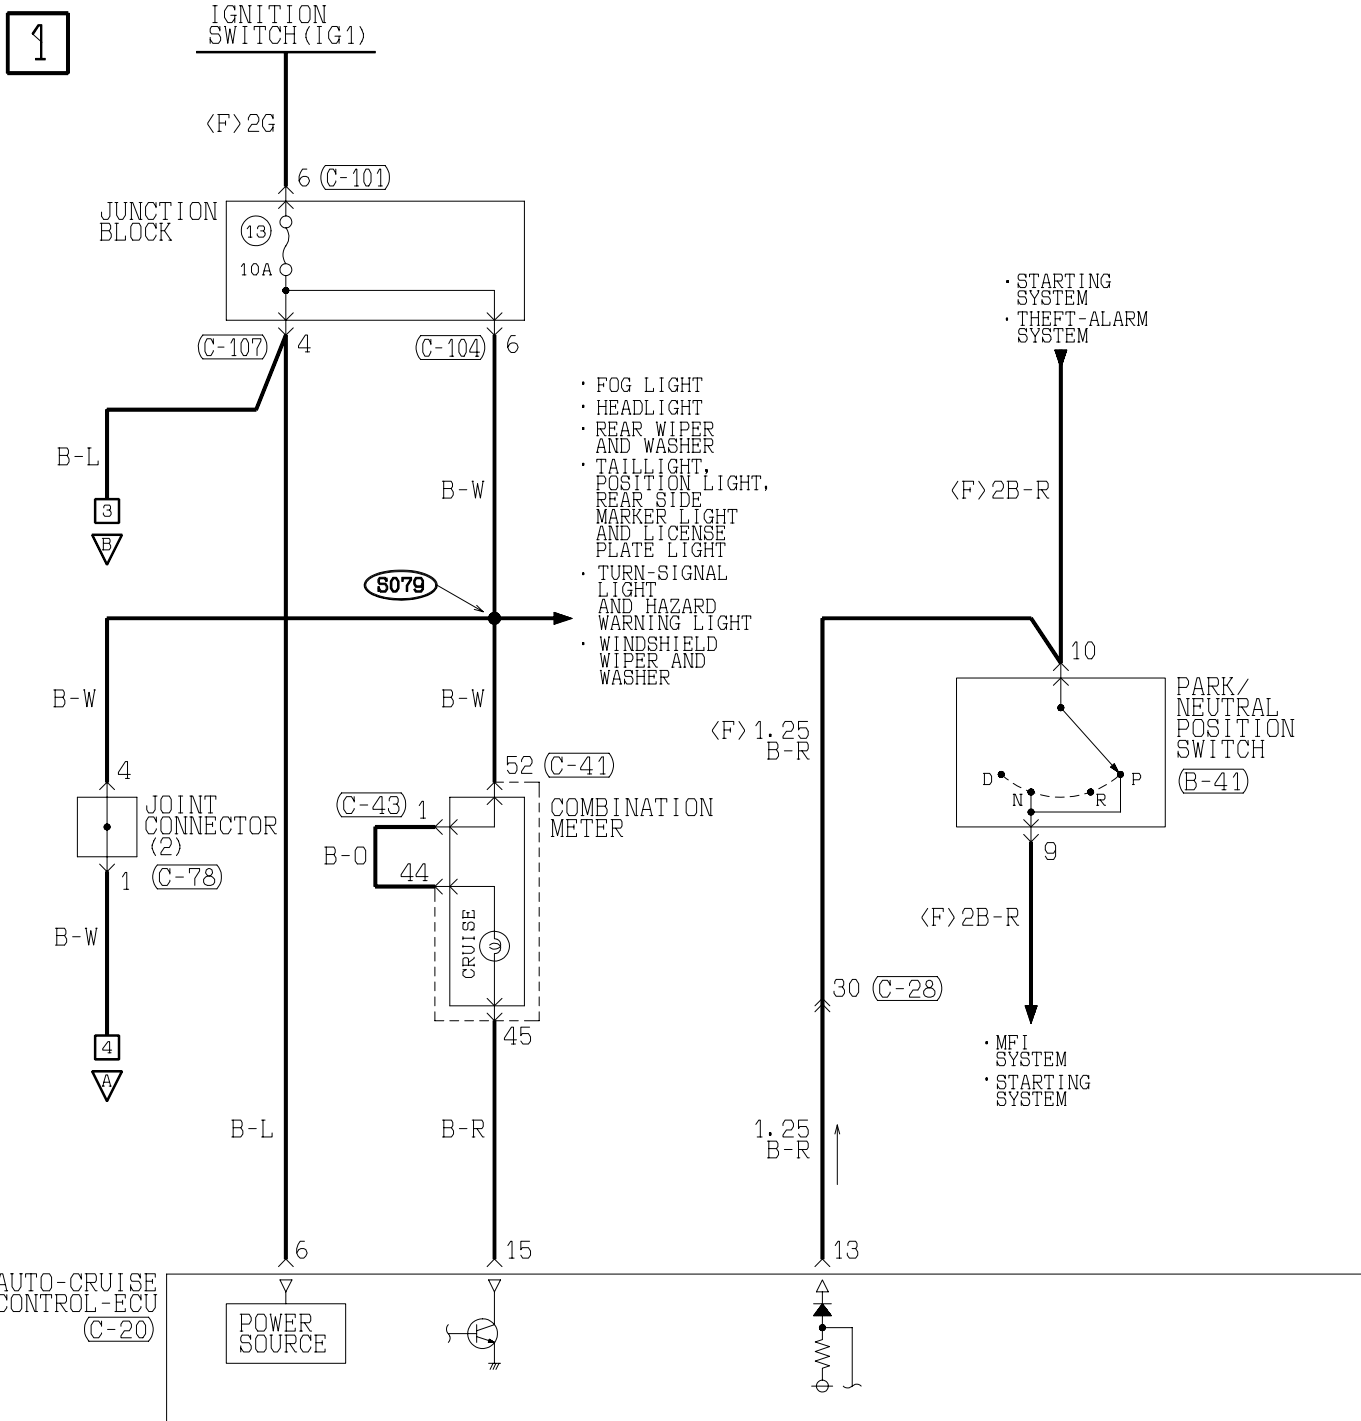 1
IGNITION
SWITCH(IG1)
<F>2G
6 (C-101)
JUNCTION
BLOCK
13
10A
(C-107) 4
(C-104) 6
· STARTING
SYSTEM
· THEFT-ALARM
SYSTEM
· FOG LIGHT
· HEADLIGHT
· REAR WIPER
AND WASHER
· TAILLIGHT,
POSITION LIGHT,
REAR SIDE
MARKER LIGHT
AND LICENSE
PLATE LIGHT
· TURN-SIGNAL
LIGHT
AND HAZARD
WARNING LIGHT
· WINDSHIELD
WIPER AND
WASHER
B-L
B-W
<F>2B-R
3
B
S079
10
B-W
B-W
<F>1.25
B-R
PARK/
NEUTRAL
POSITION
SWITCH
(B-41)
D
N
R
P
4
52 (C-41)
JOINT
CONNECTOR
(2)
(C-78)
(C-43) 1
COMBINATION
METER
B-O
44
1
9
CRUISE
B-W
<F>2B-R
30 (C-28)
4
A
45
· MFI
SYSTEM
· STARTING
SYSTEM
B-L
B-R
1.25
B-R
6
15
13
AUTO-CRUISE
CONTROL-ECU
(C-20)
POWER
SOURCE